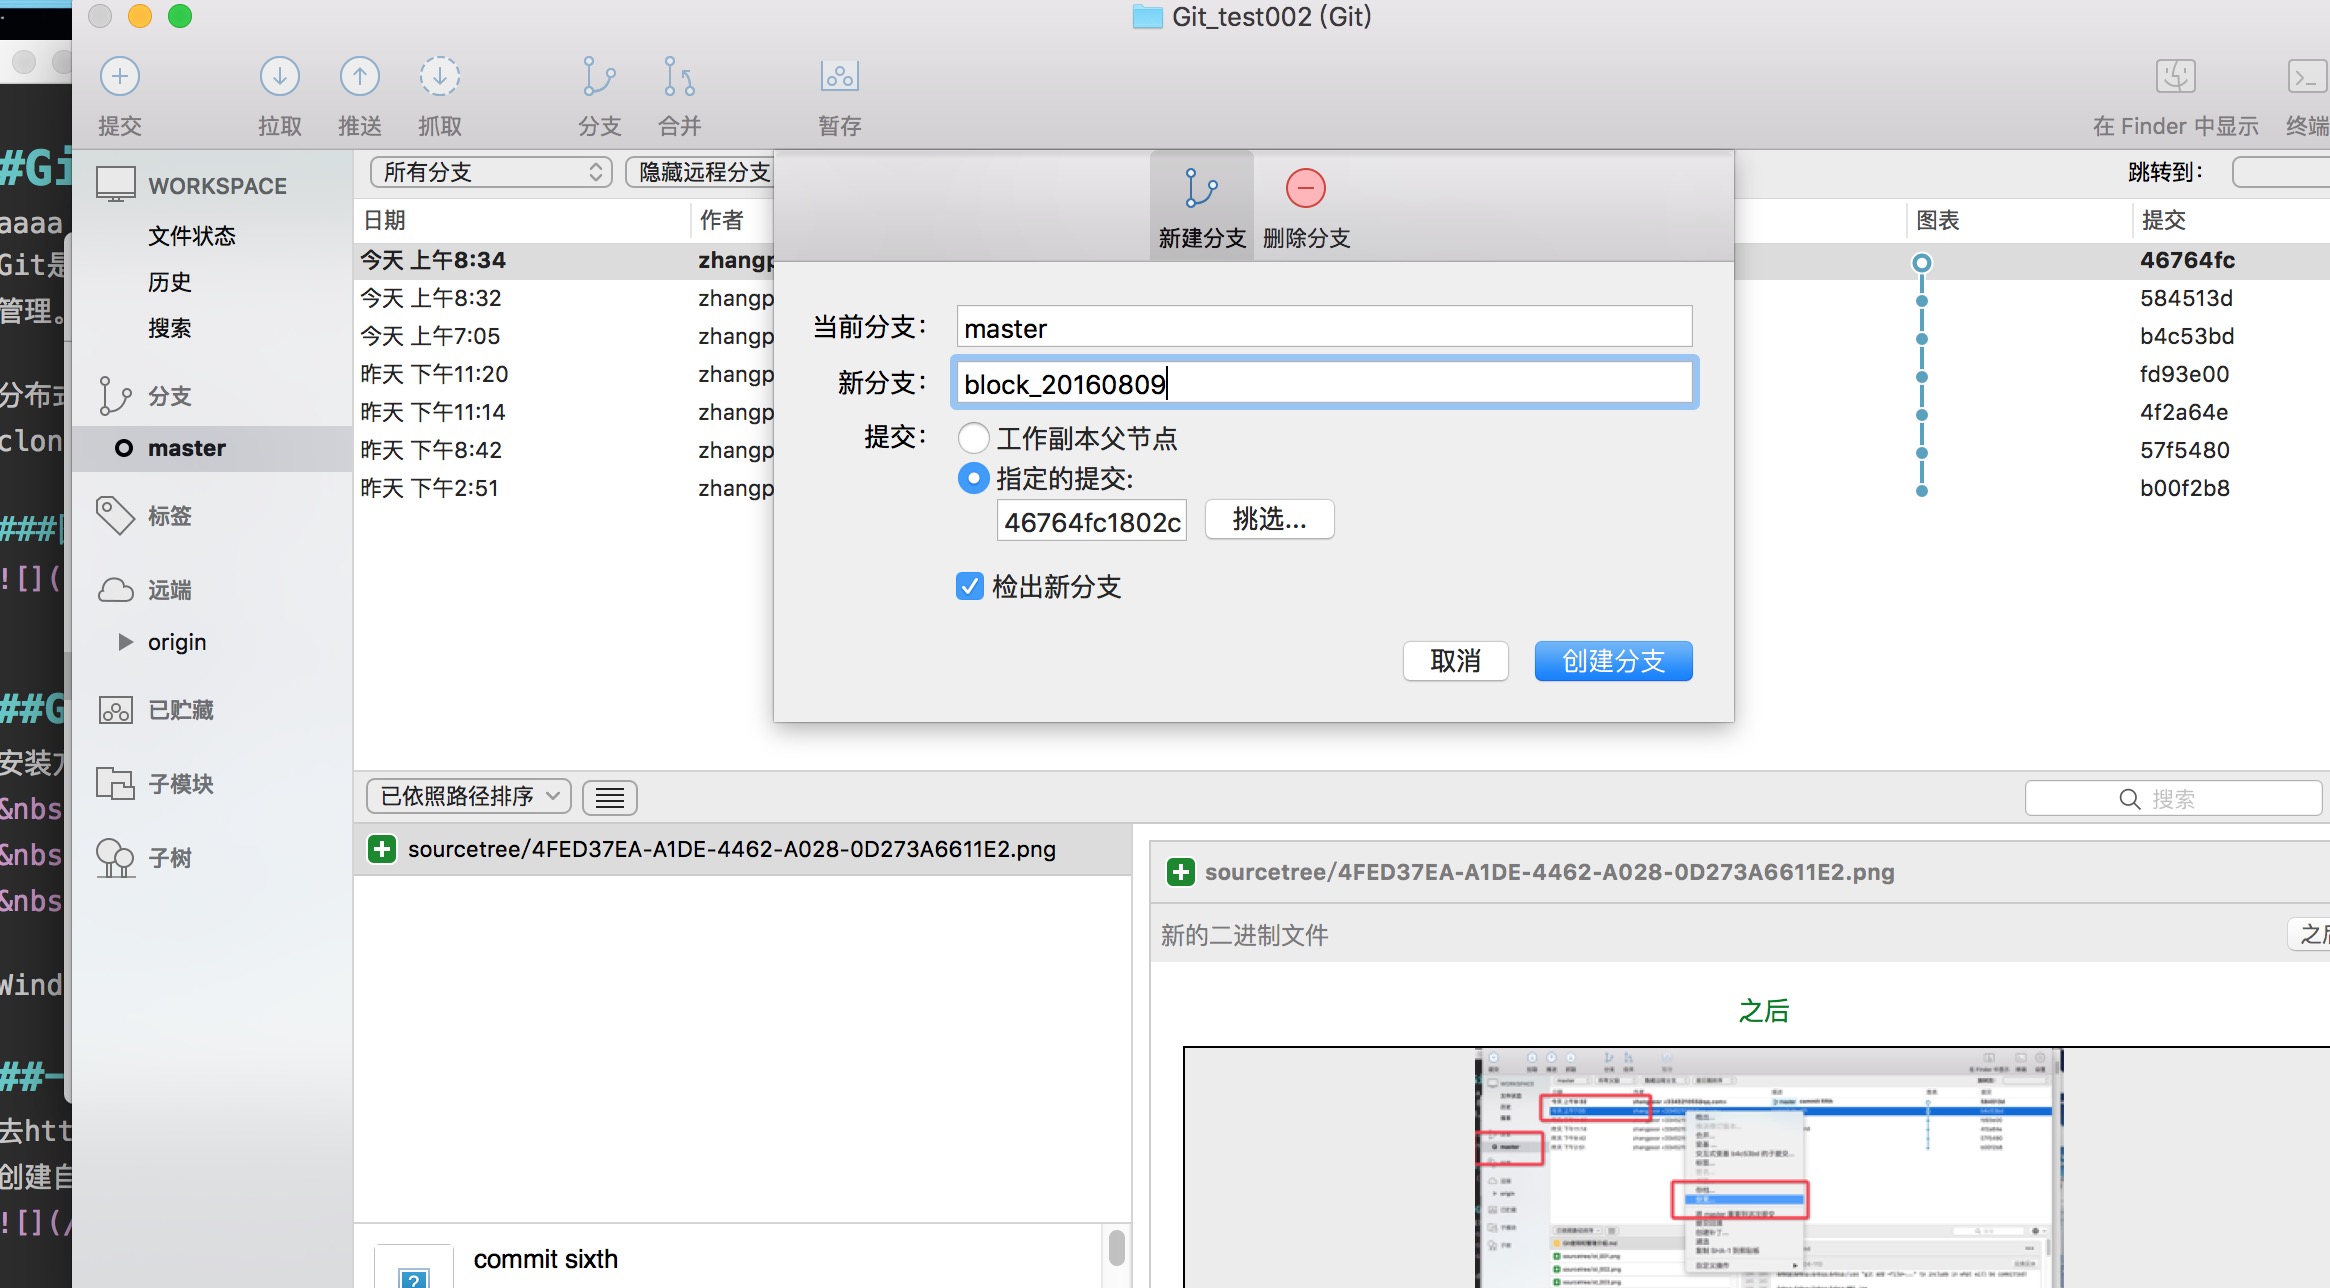 Git_test002 (Git)
提交
拉取
推送
抓取
分支
合并
暂存
在 Finder 中显示
终端
#Gi
aaaa
Git是
管理。
分布式
clon
![](
##G
安装
&nbs
&nbs
&nbs
Wind
##一
去htt
创建自
![](/
WORKSPACE
文件状态
历史
搜索
分支
master
标签
远端
origin
已贮藏
子模块
子树
所有分支
隐藏远程分支
跳转到:
日期
作者
图表
提交
今天 上午8:34 zhangp 46764fc
今天 上午8:32 zhangp 584513d
今天 上午7:05 zhangp b4c53bd
昨天 下午11:20 zhangp fd93e00
昨天 下午11:14 zhangp 4f2a64e
昨天 下午8:42 zhangp 57f5480
昨天 下午2:51 zhangp b00f2b8
新建分支
删除分支
当前分支: master
新分支: block_20160809
提交: 工作副本父节点
指定的提交:
46764fc1802c
挑选...
检出新分支
取消
创建分支
已依照路径排序
搜索
sourcetree/4FED37EA-A1DE-4462-A028-0D273A6611E2.png
sourcetree/4FED37EA-A1DE-4462-A028-0D273A6611E2.png
新的二进制文件
之后
commit sixth